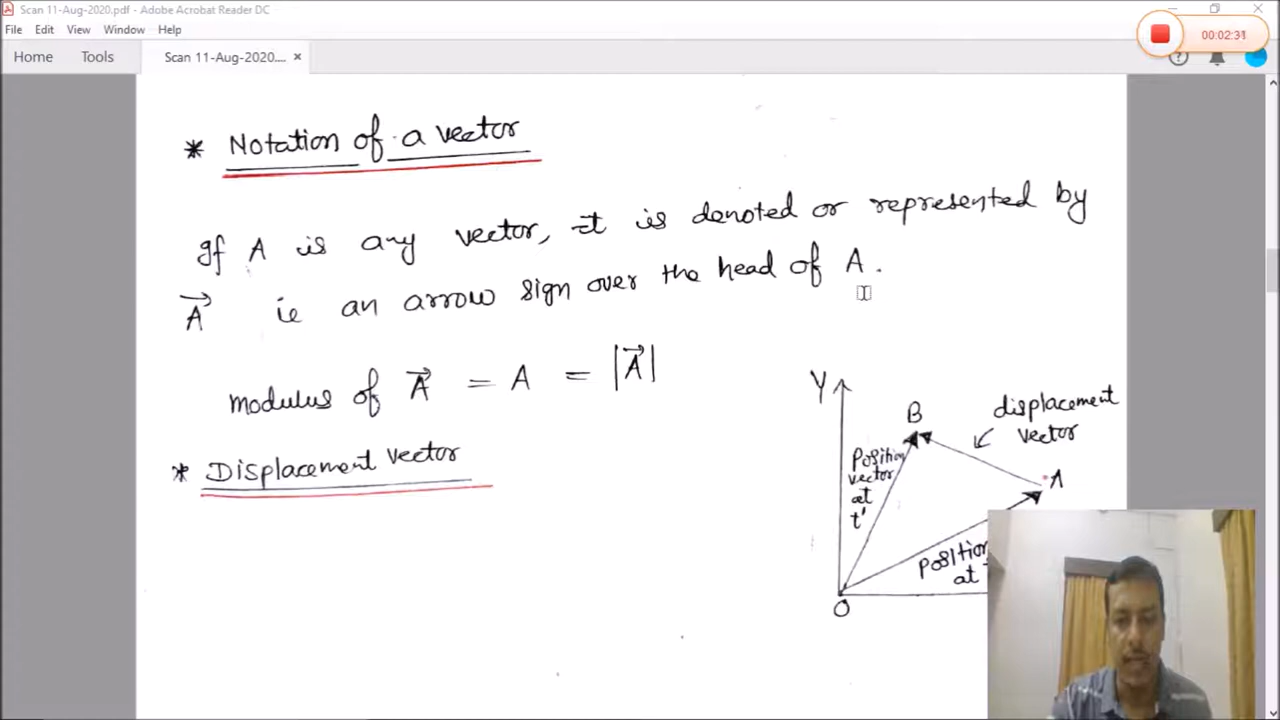 Scan 11-Aug-2020.pdf - Adobe Acrobat Reader DC
File Edit View Window Help
00:02:31
Home Tools Scan 11-Aug-2020.... ×
* Notation of a vector
If A is any vector, it is denoted or represented by
A⃗ ie an arrow sign over the head of A.
modulus of A⃗ = A = |A⃗|
* Displacement vector
Y
B
displacement
vector
Position
vector
at
t'
A
Position
at
O